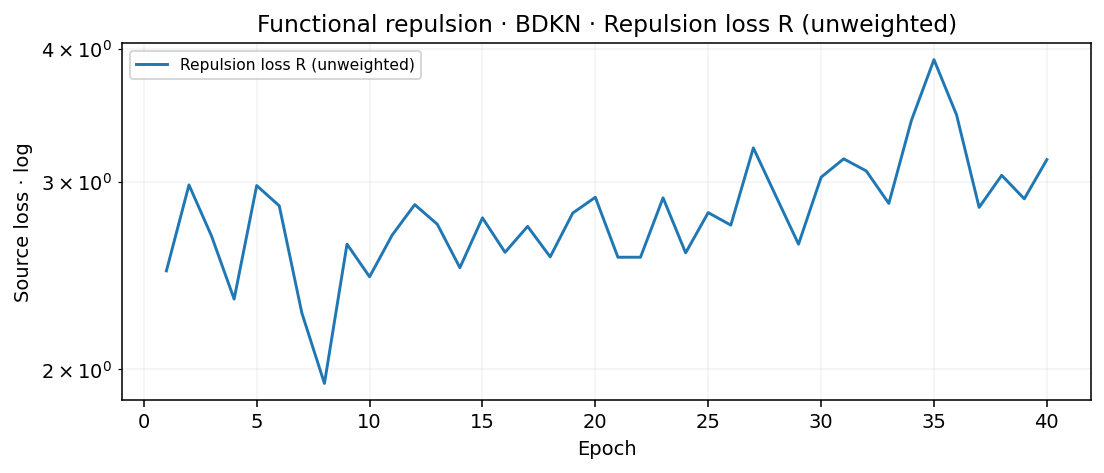 Functional repulsion · BDKN · Repulsion loss R (unweighted)
Repulsion loss R (unweighted)
Source loss · log
4 × 10⁰
3 × 10⁰
2 × 10⁰
0 5 10 15 20 25 30 35 40
Epoch